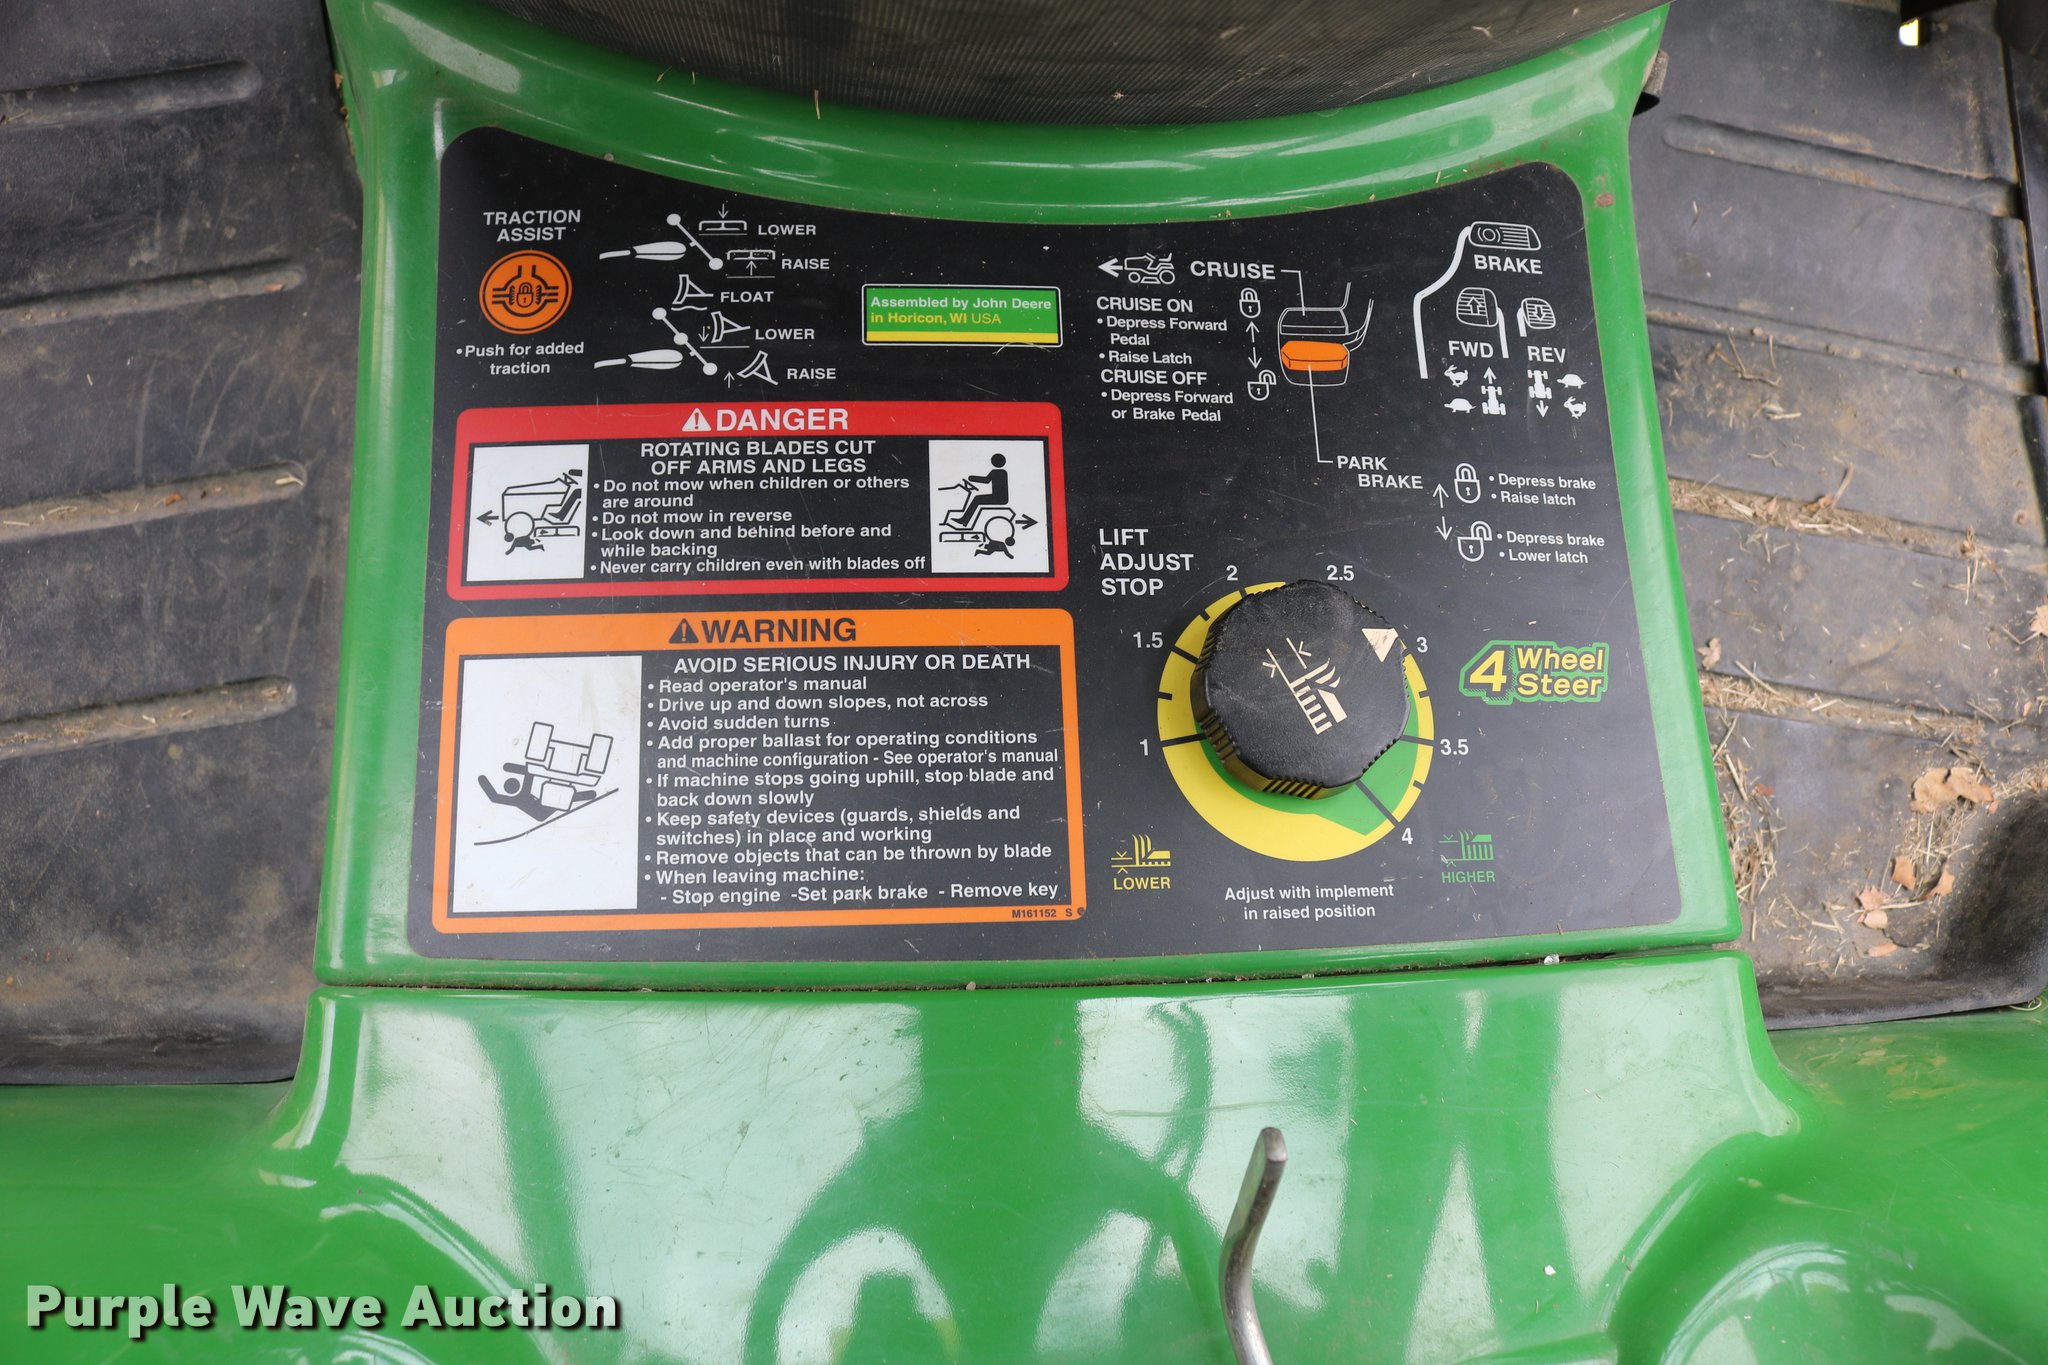 TRACTION
ASSIST
• Push for added
traction
LOWER
RAISE
FLOAT
LOWER
RAISE
Assembled by John Deere
in Horicon, WI USA
CRUISE
CRUISE ON
• Depress Forward
Pedal
• Raise Latch
CRUISE OFF
• Depress Forward
or Brake Pedal
BRAKE
FWD
REV
PARK
BRAKE
• Depress brake
• Raise latch
• Depress brake
• Lower latch
DANGER
ROTATING BLADES CUT
OFF ARMS AND LEGS
• Do not mow when children or others
are around
• Do not mow in reverse
• Look down and behind before and
while backing
• Never carry children even with blades off
WARNING
AVOID SERIOUS INJURY OR DEATH
• Read operator's manual
• Drive up and down slopes, not across
• Avoid sudden turns
• Add proper ballast for operating conditions
and machine configuration - See operator's manual
• If machine stops going uphill, stop blade and
back down slowly
• Keep safety devices (guards, shields and
switches) in place and working
• Remove objects that can be thrown by blade
• When leaving machine:
- Stop engine -Set park brake - Remove key
M161152 S
LIFT
ADJUST
STOP
1
1.5
2
2.5
3
3.5
4
LOWER
HIGHER
Adjust with implement
in raised position
4 Wheel
Steer
Purple Wave Auction